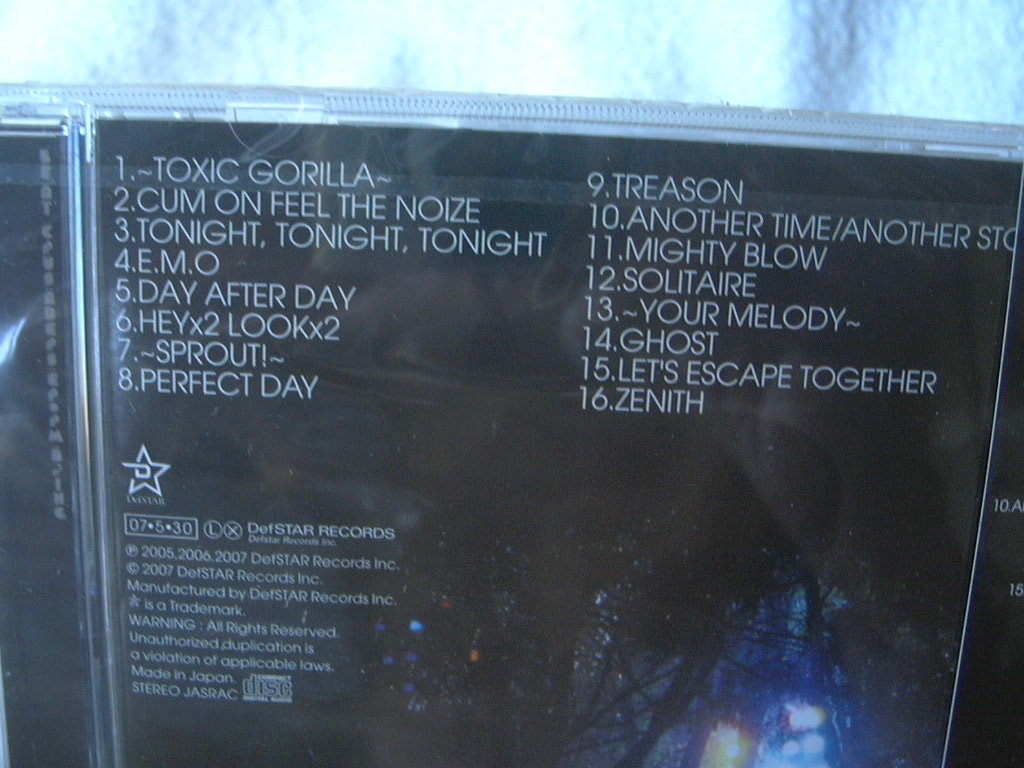 1.~TOXIC GORILLA~
2.CUM ON FEEL THE NOIZE
3.TONIGHT, TONIGHT, TONIGHT
4.E.M.O
5.DAY AFTER DAY
6.HEYx2 LOOKx2
7.~SPROUT!~
8.PERFECT DAY
9.TREASON
10.ANOTHER TIME/ANOTHER STO
11.MIGHTY BLOW
12.SOLITAIRE
13.~YOUR MELODY~
14.GHOST
15.LET'S ESCAPE TOGETHER
16.ZENITH
D
DefSTAR
07•5•30 L X DefSTAR RECORDS
Defstar Records Inc.
℗ 2005,2006,2007 DefSTAR Records Inc.
© 2007 DefSTAR Records Inc.
Manufactured by DefSTAR Records Inc.
☆ is a Trademark.
WARNING : All Rights Reserved.
Unauthorized duplication is
a violation of applicable laws.
Made in Japan.
STEREO JASRAC
COMPACT
disc
DIGITAL AUDIO
10.A
15